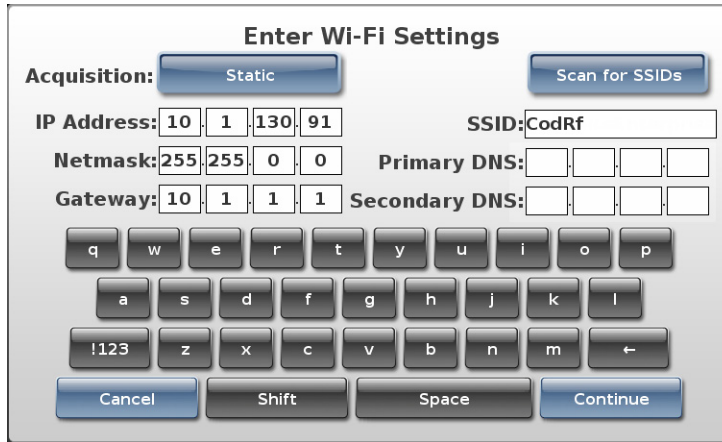 Enter Wi-Fi Settings
Acquisition: Static Scan for SSIDs
IP Address: 10 . 1 . 130 . 91 SSID: CodRf
Netmask: 255 . 255 . 0 . 0 Primary DNS: . . .
Gateway: 10 . 1 . 1 . 1 Secondary DNS: . . .
q w e r t y u i o p
a s d f g h j k l
!123 z x c v b n m ←
Cancel Shift Space Continue